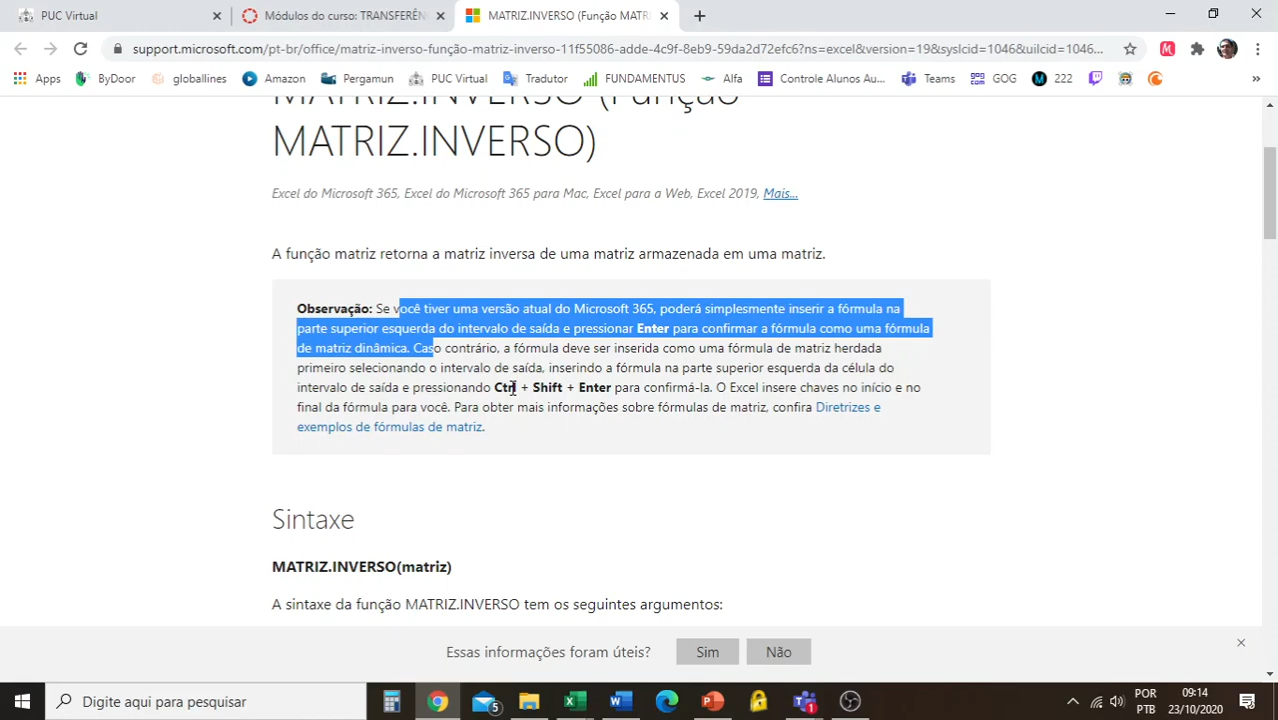 PUC Virtual
Módulos do curso: TRANSFERÊN
MATRIZ.INVERSO (Função MATR
support.microsoft.com/pt-br/office/matriz-inverso-função-matriz-inverso-11f55086-adde-4c9f-8eb9-59da2d72efc6?ns=excel&version=19&syslcid=1046&uilcid=1046...
Apps ByDoor globallines Amazon Pergamun PUC Virtual Tradutor FUNDAMENTUS Alfa Controle Alunos Au... Teams GOG 222 »
MATRIZ.INVERSO (Função
MATRIZ.INVERSO)
Excel do Microsoft 365, Excel do Microsoft 365 para Mac, Excel para a Web, Excel 2019, Mais...
A função matriz retorna a matriz inversa de uma matriz armazenada em uma matriz.
Observação: Se você tiver uma versão atual do Microsoft 365, poderá simplesmente inserir a fórmula na
parte superior esquerda do intervalo de saída e pressionar Enter para confirmar a fórmula como uma fórmula
de matriz dinâmica. Caso contrário, a fórmula deve ser inserida como uma fórmula de matriz herdada
primeiro selecionando o intervalo de saída, inserindo a fórmula na parte superior esquerda da célula do
intervalo de saída e pressionando Ctrl + Shift + Enter para confirmá-la. O Excel insere chaves no início e no
final da fórmula para você. Para obter mais informações sobre fórmulas de matriz, confira Diretrizes e
exemplos de fórmulas de matriz.
Sintaxe
MATRIZ.INVERSO(matriz)
A sintaxe da função MATRIZ.INVERSO tem os seguintes argumentos:
Essas informações foram úteis? Sim Não
Digite aqui para pesquisar
5
1
POR
PTB
09:14
23/10/2020